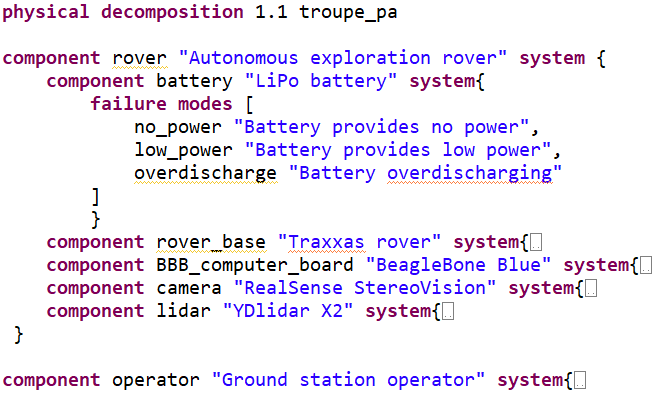 physical decomposition 1.1 troupe_pa
component rover "Autonomous exploration rover" system {
component battery "LiPo battery" system{
failure modes [
no_power "Battery provides no power",
low_power "Battery provides low power",
overdischarge "Battery overdischarging"
]
}
component rover_base "Traxxas rover" system{..
component BBB_computer_board "BeagleBone Blue" system{..
component camera "RealSense StereoVision" system{..
component lidar "YDlidar X2" system{..
}
component operator "Ground station operator" system{..